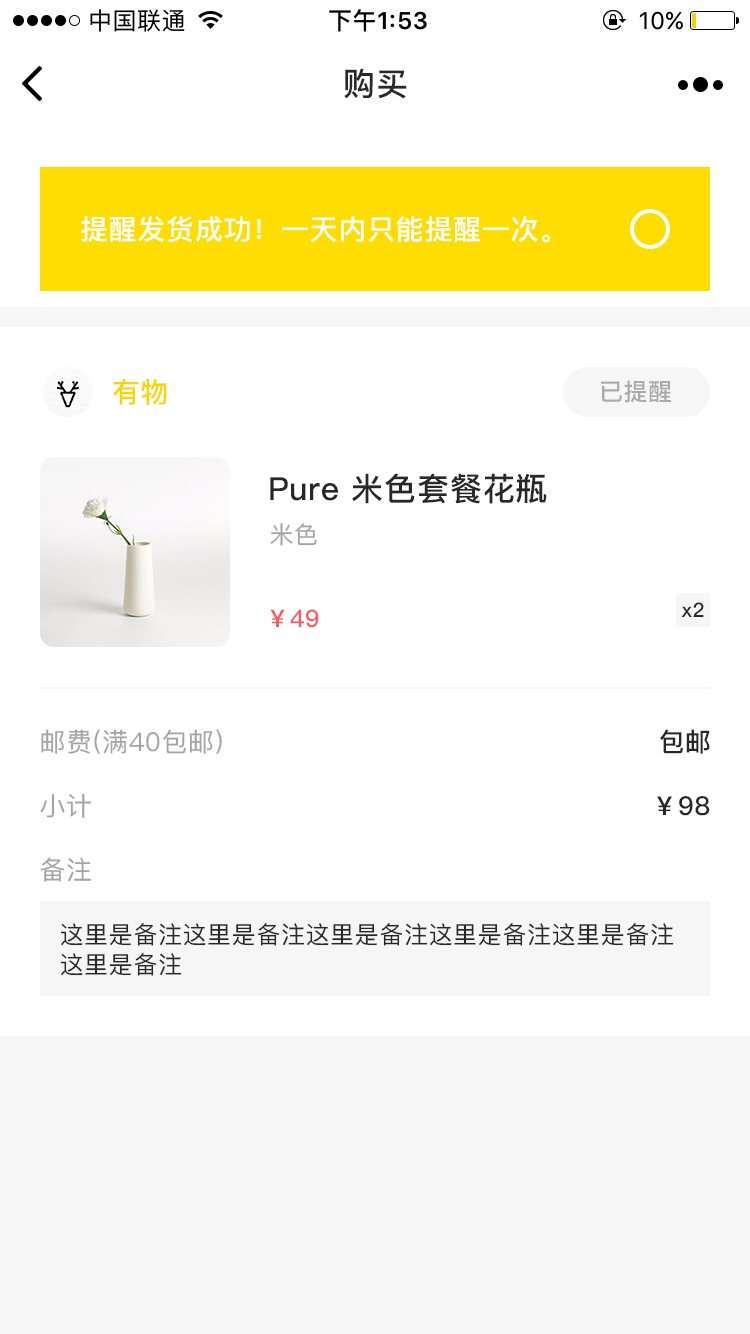 中国联通
下午1:53
10%
购买
提醒发货成功！一天内只能提醒一次。
有物
已提醒
Pure 米色套餐花瓶
米色
¥49
x2
邮费(满40包邮)
包邮
小计
¥98
备注
这里是备注这里是备注这里是备注这里是备注这里是备注
这里是备注